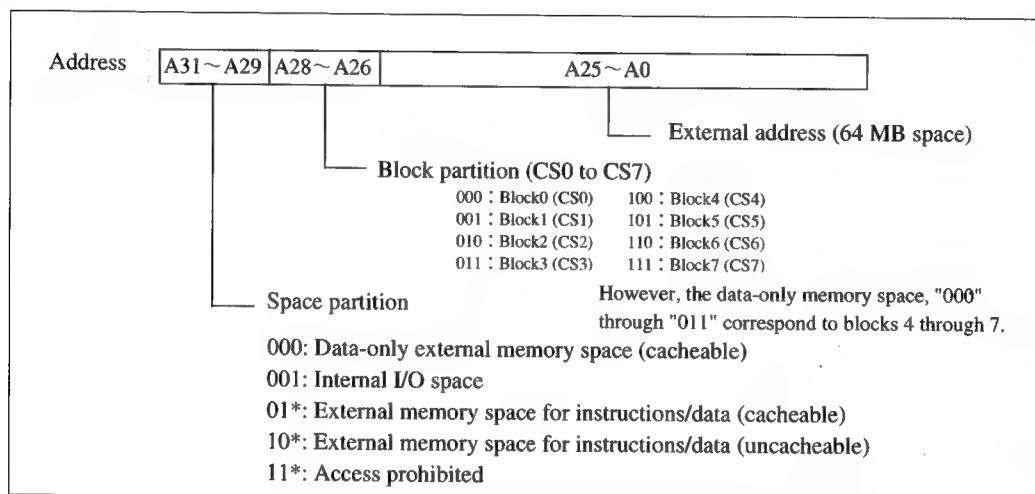 Address A31～A29 A28～A26 A25～A0
External address (64 MB space)
Block partition (CS0 to CS7)
000 : Block0 (CS0) 100 : Block4 (CS4)
001 : Block1 (CS1) 101 : Block5 (CS5)
010 : Block2 (CS2) 110 : Block6 (CS6)
011 : Block3 (CS3) 111 : Block7 (CS7)
However, the data-only memory space, "000"
through "011" correspond to blocks 4 through 7.
Space partition
000: Data-only external memory space (cacheable)
001: Internal I/O space
01*: External memory space for instructions/data (cacheable)
10*: External memory space for instructions/data (uncacheable)
11*: Access prohibited